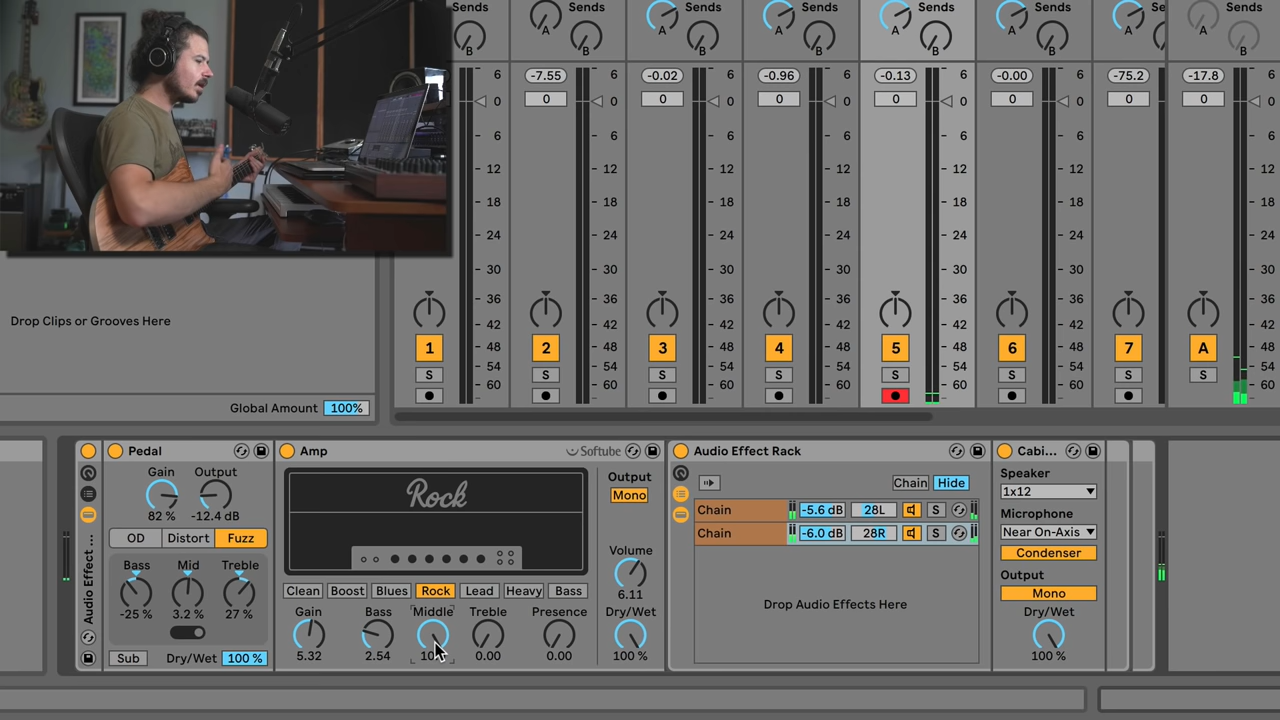 Sends Sends Sends Sends Sends Sends Se Sends
A A A A A A A
B B B B B B B B
6 -7.55 6 -0.02 6 -0.96 6 -0.13 6 -0.00 6 -75.2 6 -17.8 6
0 0 0 0 0 0 0 0 0 0 0 0 0 0 0
6 6 6 6 6 6 6 6
12 12 12 12 12 12 12 12
18 18 18 18 18 18 18 18
24 24 24 24 24 24 24 24
30 30 30 30 30 30 30 30
36 36 36 36 36 36 36 36
42 42 42 42 42 42 42 42
1 48 2 48 3 48 4 48 5 48 6 48 7 48 A 48
S 54 S 54 S 54 S 54 S 54 S 54 S 54 S 54
60 60 60 60 60 60 60 60
Drop Clips or Grooves Here
Global Amount 100%
Audio Effect ...
Pedal
Gain Output
82 % -12.4 dB
OD Distort Fuzz
Bass Mid Treble
-25 % 3.2 % 27 %
Sub Dry/Wet 100 %
Amp Softube
Rock
Clean Boost Blues Rock Lead Heavy Bass
Gain Bass Middle Treble Presence
5.32 2.54 10 0.00 0.00
Output
Mono
Volume
6.11
Dry/Wet
100 %
Audio Effect Rack
Chain Hide
Chain -5.6 dB 28L S
Chain -6.0 dB 28R S
Drop Audio Effects Here
Cabi...
Speaker
1x12
Microphone
Near On-Axis
Condenser
Output
Mono
Dry/Wet
100 %